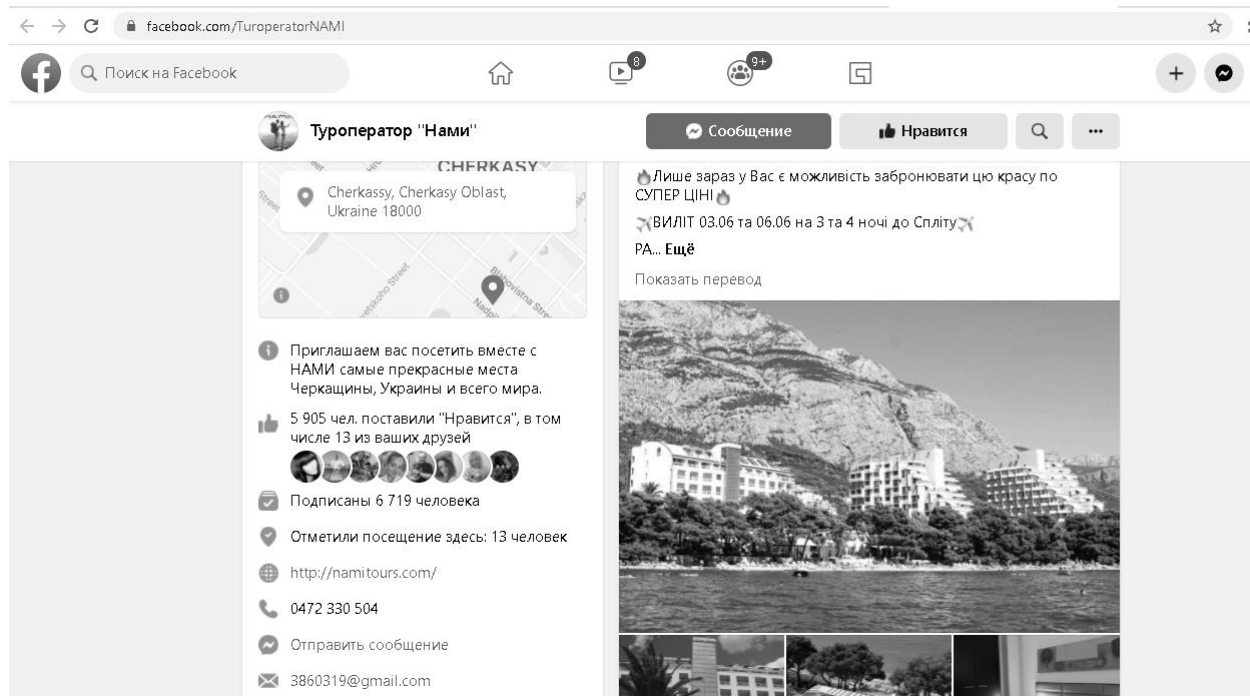 facebook.com/TuroperatorNAMI
Поиск на Facebook
8
9+
Туроператор "Нами"
Сообщение
Нравится
CHERKASY
Cherkassy, Cherkasy Oblast,
Ukraine 18000
Street
Приглашаем вас посетить вместе с
НАМИ самые прекрасные места
Черкащины, Украины и всего мира.
5 905 чел. поставили "Нравится", в том
числе 13 из ваших друзей
Подписаны 6 719 человека
Отметили посещение здесь: 13 человек
http://namitours.com/
0472 330 504
Отправить сообщение
3860319@gmail.com
🔥Лише зараз у Вас є можливість забронювати цю красу по
СУПЕР ЦІНІ🔥
✈ВИЛІТ 03.06 та 06.06 на 3 та 4 ночі до Спліту✈
РА... Ещё
Показать перевод